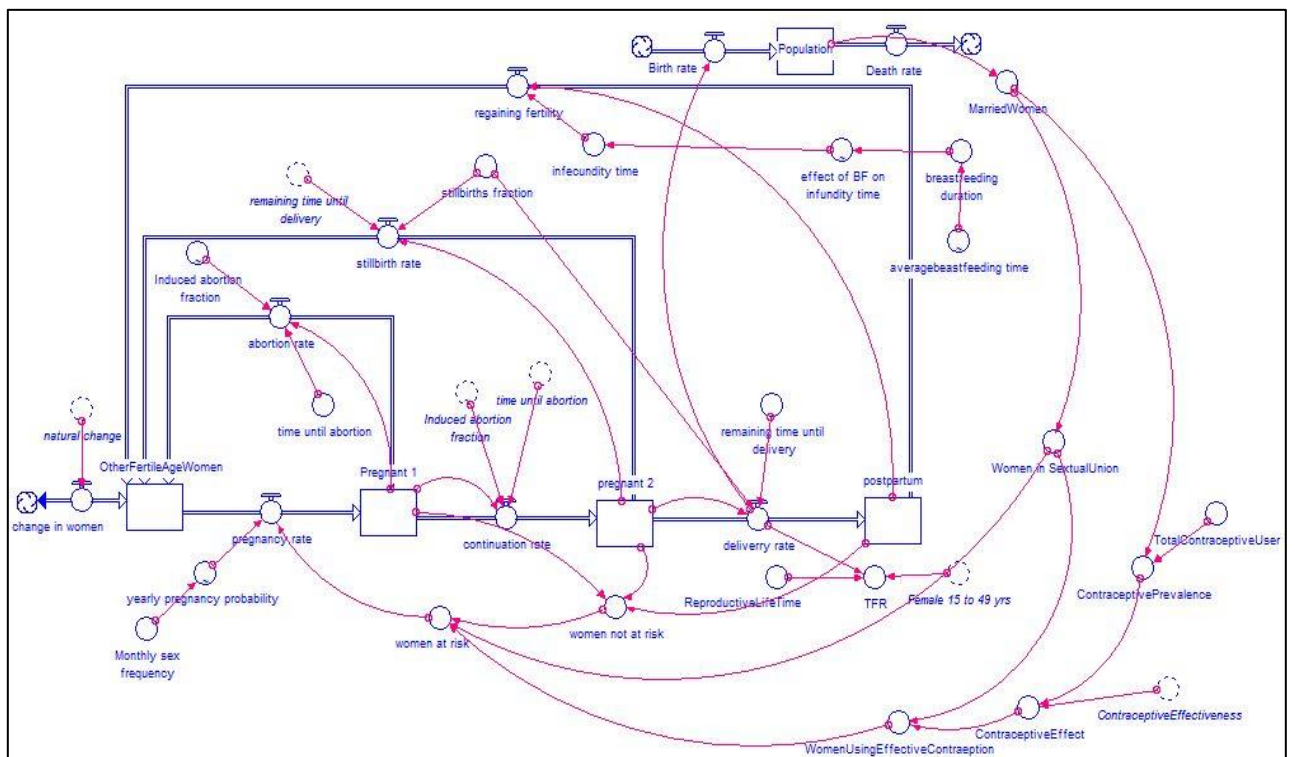 Population
Birth rate
Death rate
MarriedWomen
regaining fertility
infecundity time
effect of BF on
infundity time
breastfeeding
duration
stillbirths fraction
remaining time until
delivery
averagebeastfeeding time
stillbirth rate
Induced abortion
fraction
abortion rate
time until abortion
Induced abortion
fraction
time until abortion
natural change
remaining time until
delivery
OtherFertileAgeWomen
Pregnant 1
pregnant 2
postpartum
Women in SextualUnion
change in women
pregnancy rate
continuation rate
delivery rate
TotalContraceptiveUser
yearly pregnancy probability
ReproductiveLifeTime
TFR
Female 15 to 49 yrs
ContraceptivePrevalence
Monthly sex
frequency
women at risk
women not at risk
ContraceptiveEffectiveness
WomenUsingEffectiveContraeption
ContraceptiveEffect